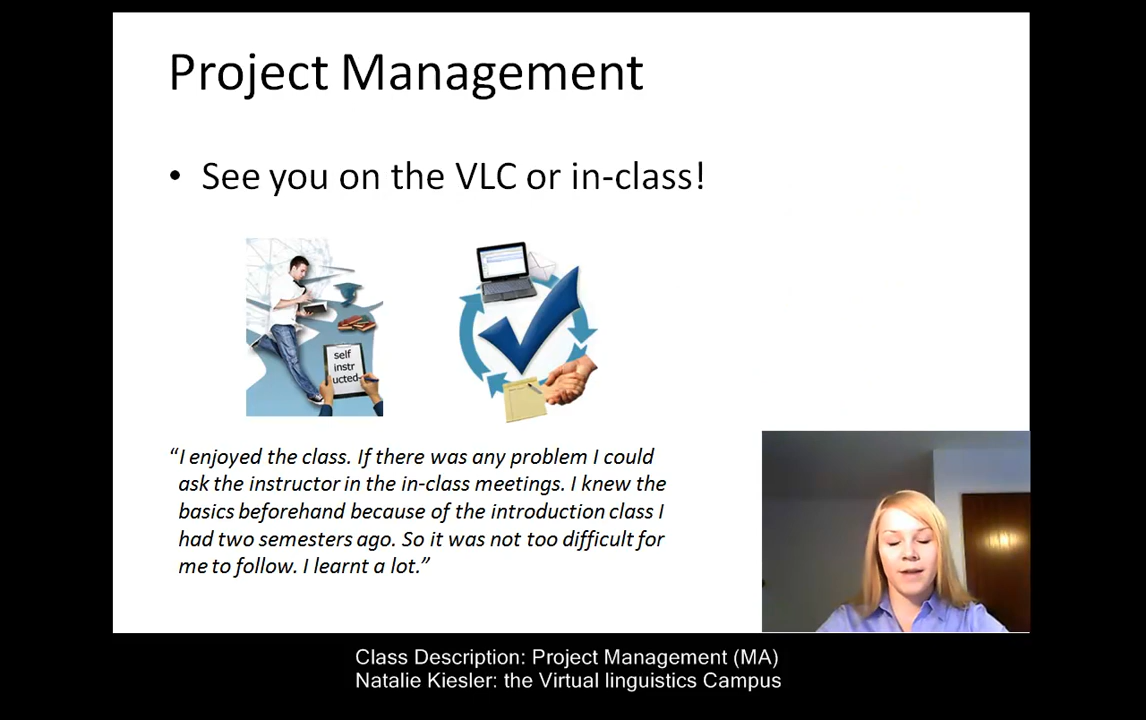 Project Management
• See you on the VLC or in-class!
self
instr
ucted
“I enjoyed the class. If there was any problem I could
ask the instructor in the in-class meetings. I knew the
basics beforehand because of the introduction class I
had two semesters ago. So it was not too difficult for
me to follow. I learnt a lot.”
Class Description: Project Management (MA)
Natalie Kiesler: the Virtual linguistics Campus